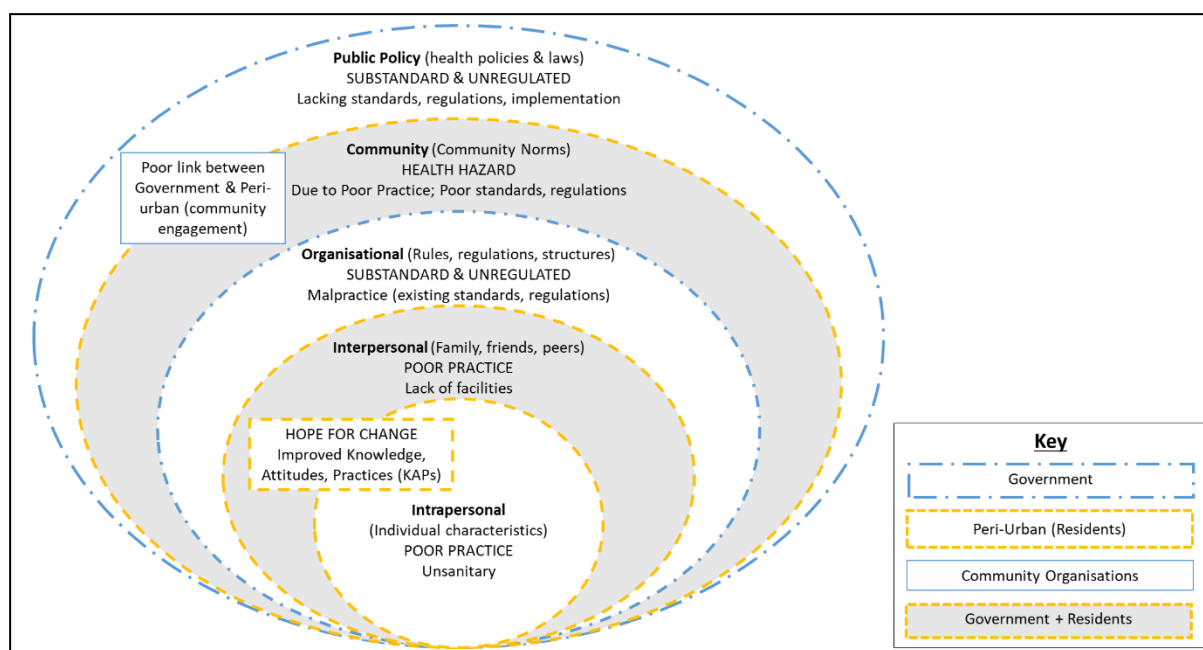 Public Policy (health policies & laws)
SUBSTANDARD & UNREGULATED
Lacking standards, regulations, implementation
Community (Community Norms)
HEALTH HAZARD
Due to Poor Practice; Poor standards, regulations
Poor link between
Government & Peri-
urban (community
engagement)
Organisational (Rules, regulations, structures)
SUBSTANDARD & UNREGULATED
Malpractice (existing standards, regulations)
Interpersonal (Family, friends, peers)
POOR PRACTICE
Lack of facilities
HOPE FOR CHANGE
Improved Knowledge,
Attitudes, Practices (KAPs)
Intrapersonal
(Individual characteristics)
POOR PRACTICE
Unsanitary
Key
Government
Peri-Urban (Residents)
Community Organisations
Government + Residents